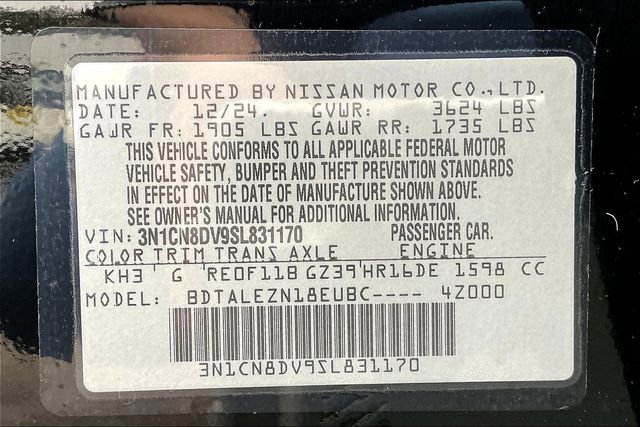 MANUFACTURED BY NISSAN MOTOR CO., LTD.
DATE: 12/24. GVWR: 3624 LBS
GAWR FR: 1905 LBS GAWR RR: 1735 LBS
THIS VEHICLE CONFORMS TO ALL APPLICABLE FEDERAL MOTOR
VEHICLE SAFETY, BUMPER AND THEFT PREVENTION STANDARDS
IN EFFECT ON THE DATE OF MANUFACTURE SHOWN ABOVE.
SEE OWNER'S MANUAL FOR ADDITIONAL INFORMATION.
VIN: 3N1CN8DV9SL831170 PASSENGER CAR.
COLOR TRIM TRANS AXLE ENGINE
KH3 G RE0F11B GZ39 HR16DE 1598 CC
MODEL: BDTALEZN18EUBC---- 4Z000
3N1CN8DV9SL831170